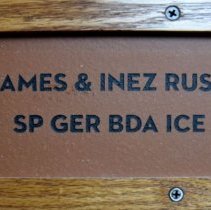 AMES & INEZ RUS
SP GER BDA ICE